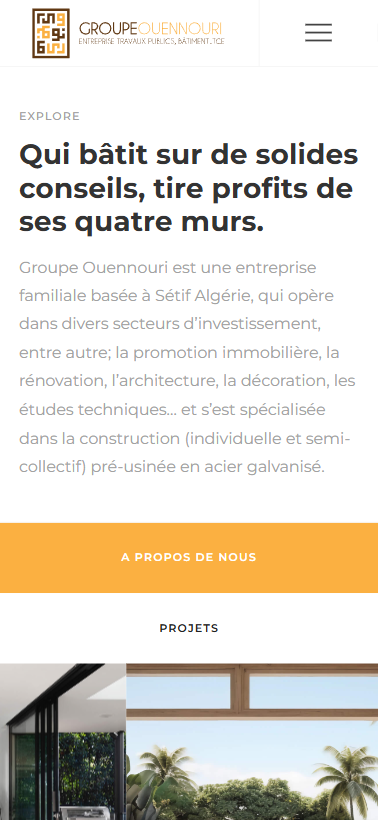 GROUPEOUENNOURI
ENTREPRISE TRAVAUX PUBLICS, BÂTIMENT_TCE
EXPLORE
Qui bâtit sur de solides
conseils, tire profits de
ses quatre murs.
Groupe Ouennouri est une entreprise
familiale basée à Sétif Algérie, qui opère
dans divers secteurs d’investissement,
entre autre; la promotion immobilière, la
rénovation, l’architecture, la décoration, les
études techniques… et s’est spécialisée
dans la construction (individuelle et semi-
collectif) pré-usinée en acier galvanisé.
A PROPOS DE NOUS
PROJETS